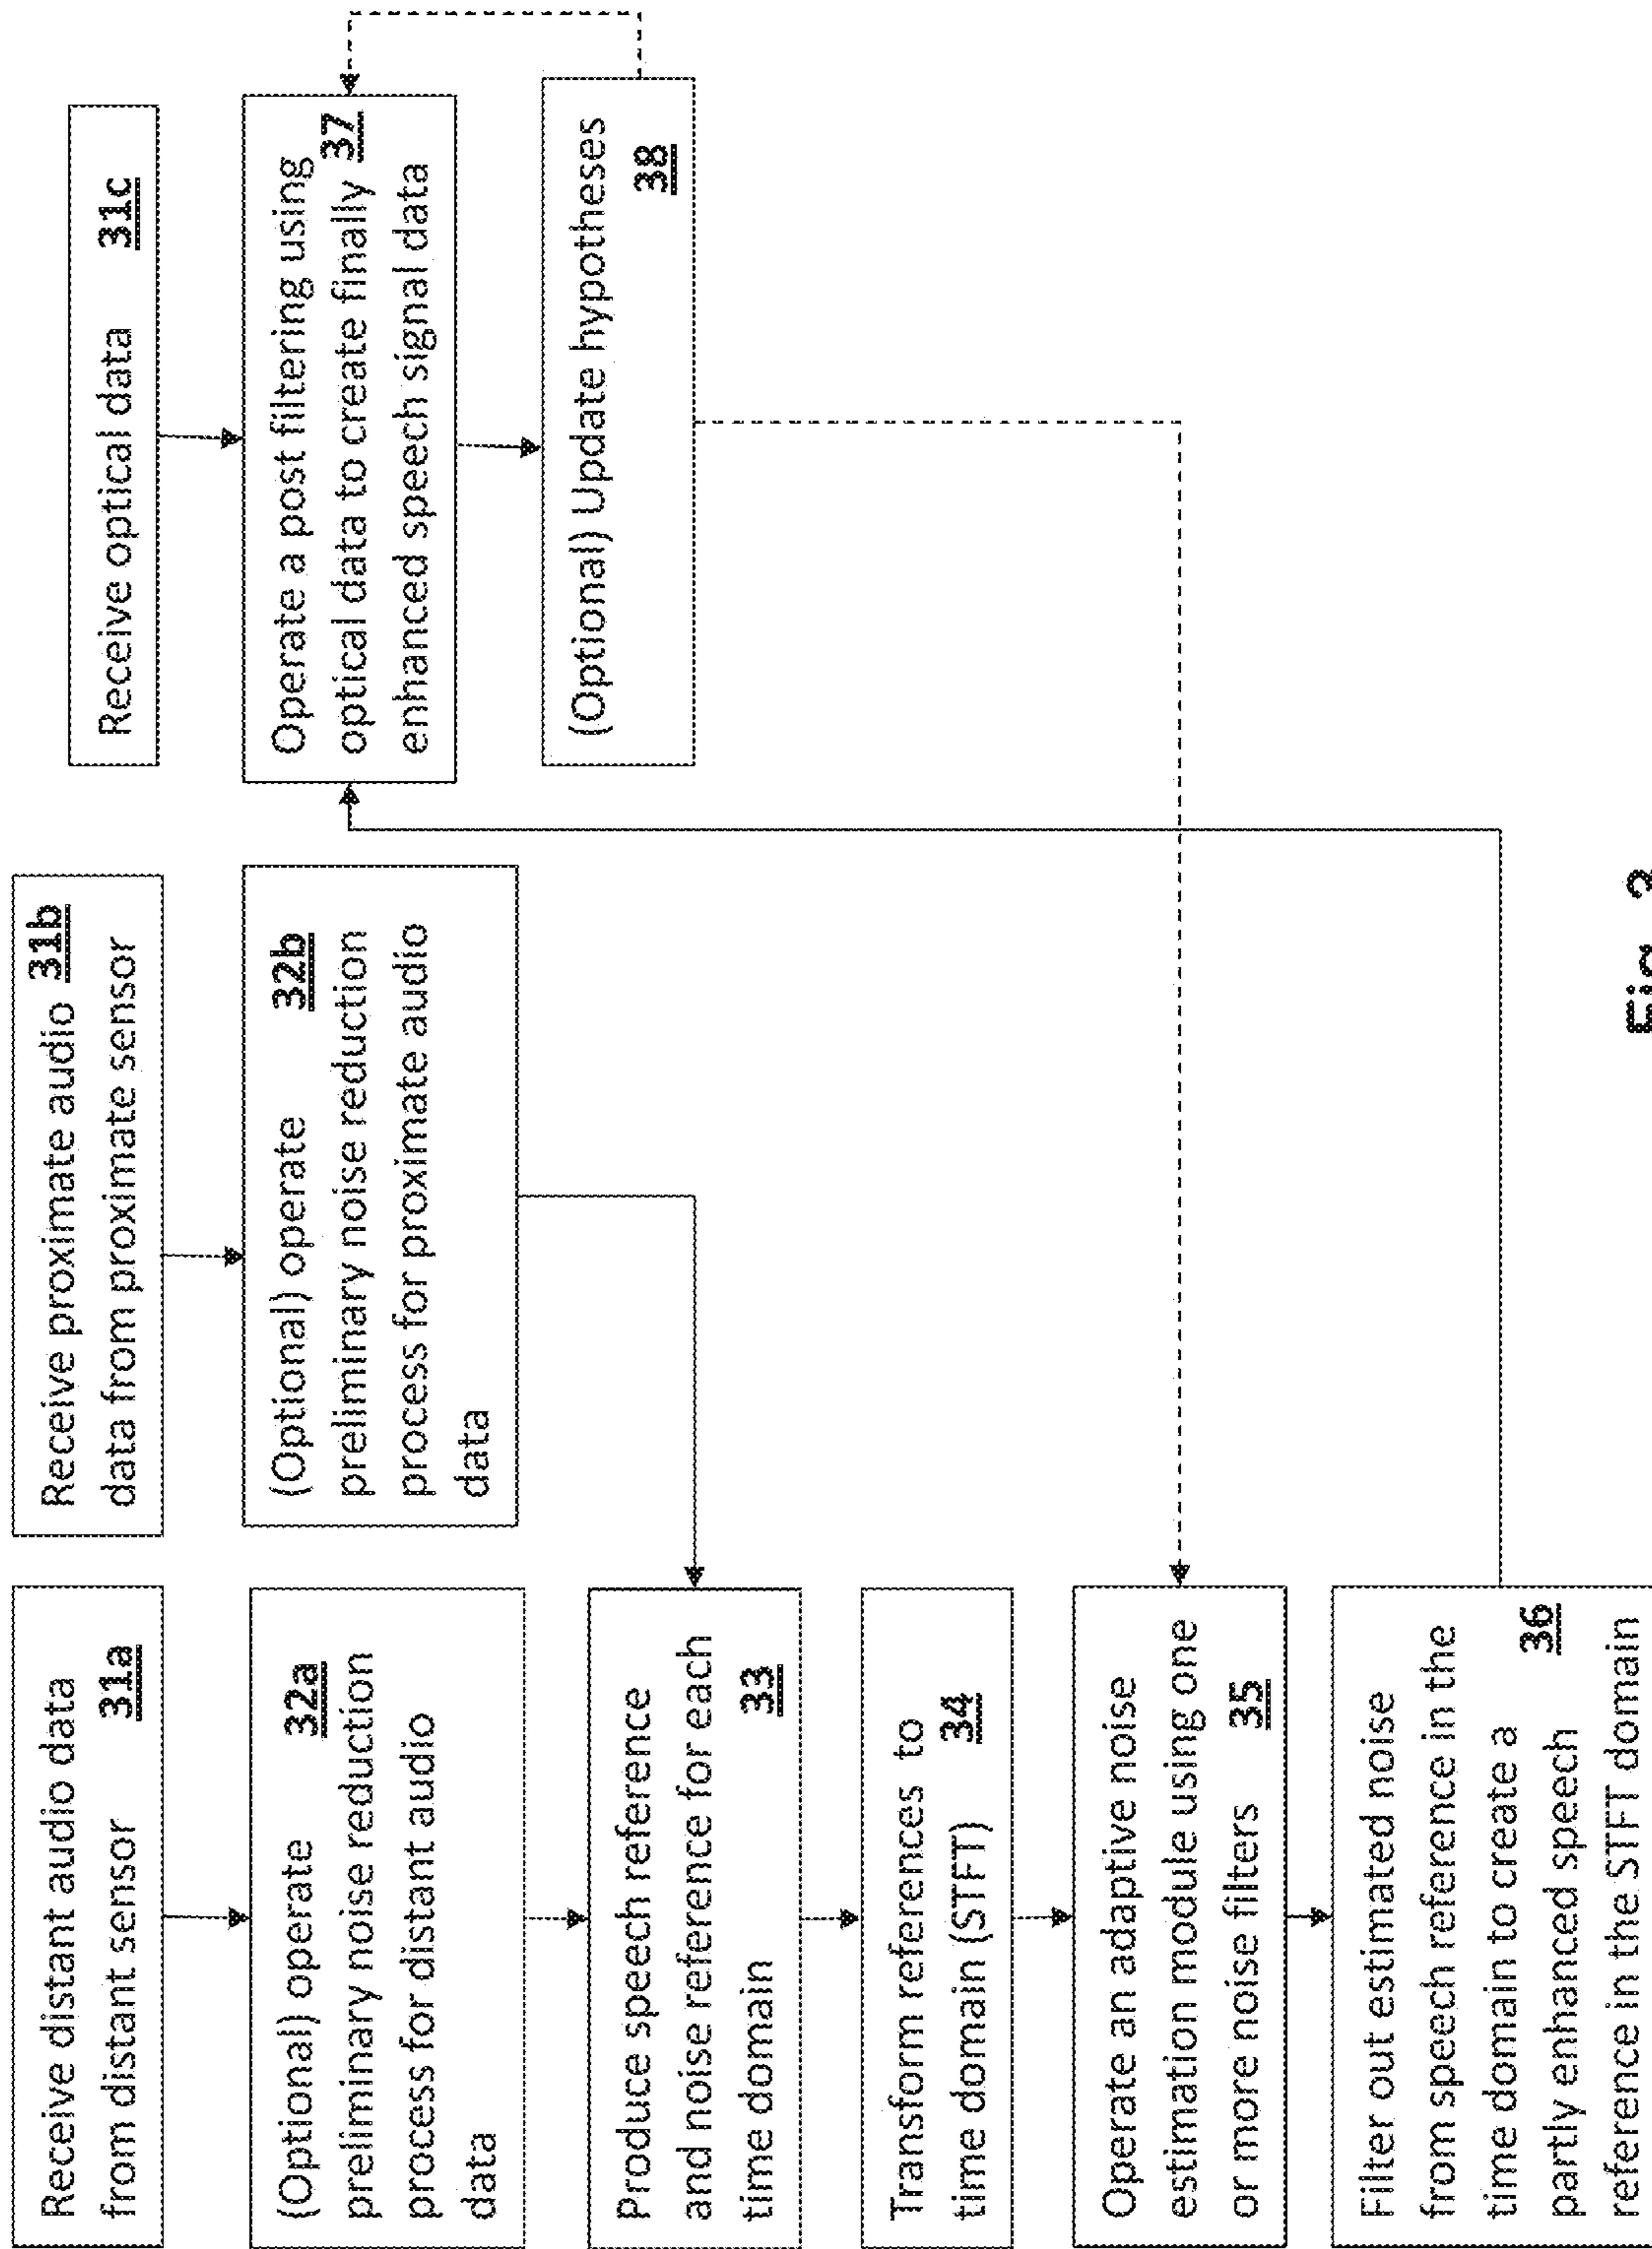 Receive distant audio data
from distant sensor 31a
(Optional) operate 32a
preliminary noise reduction
process for distant audio
data
Receive proximate audio 31b
data from proximate sensor
(Optional) operate 32b
preliminary noise reduction
process for proximate audio
data
Produce speech reference
and noise reference for each
time domain 33
Transform references to
time domain (STFT) 34
Operate an adaptive noise
estimation module using one
or more noise filters 35
Filter out estimated noise
from speech reference in the
time domain to create a 36
partly enhanced speech
reference in the STFT domain
Receive optical data 31c
Operate a post filtering using
optical data to create finally 37
enhanced speech signal data
(Optional) Update hypotheses
38
Fig. 3